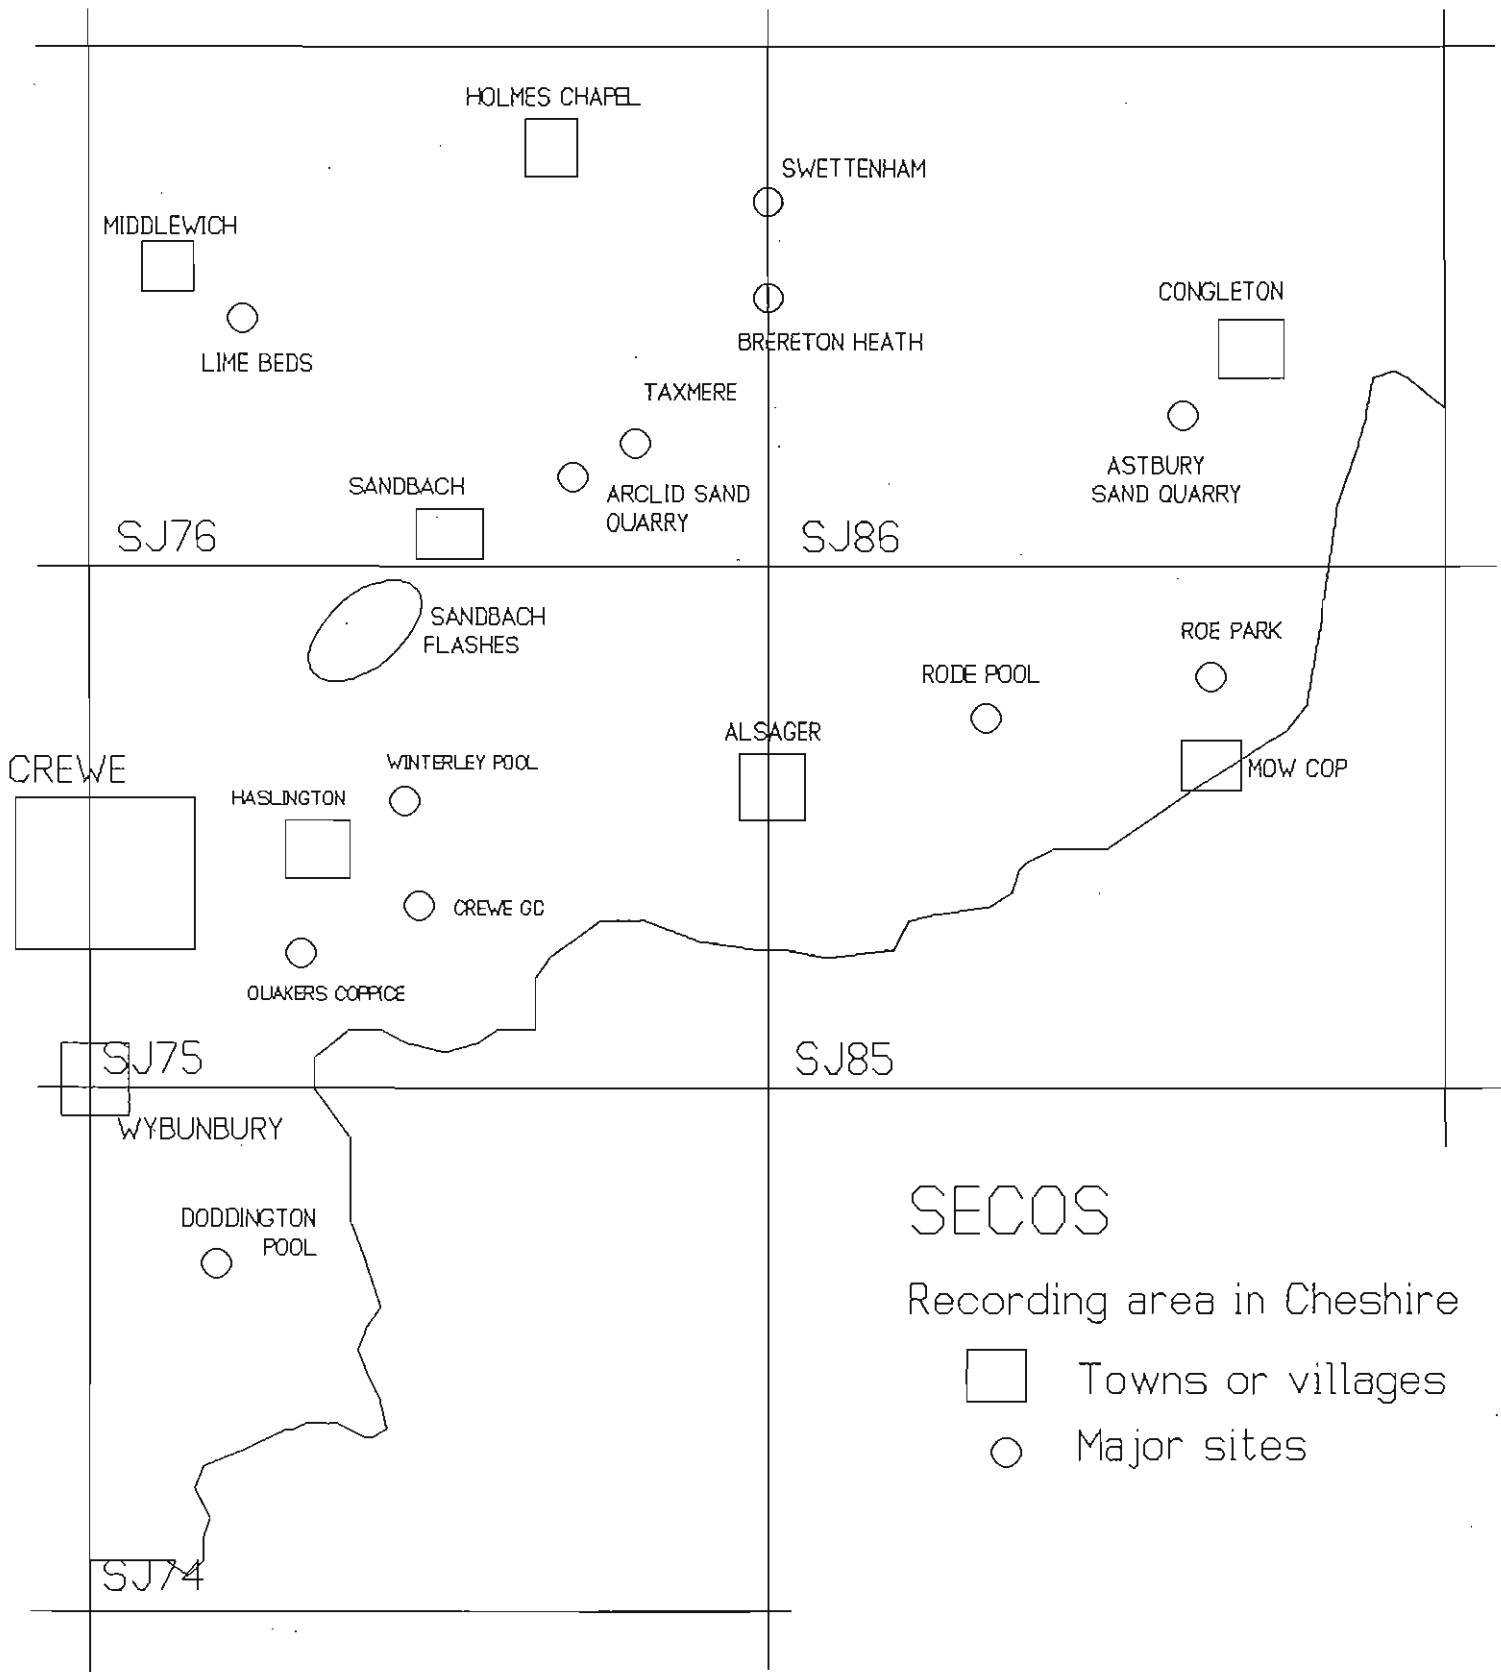 HOLMES CHAPEL
SWETTENHAM
MIDDLEWICH
CONGLETON
BRERETON HEATH
LIME BEDS
TAXMERE
ASTBURY
SAND QUARRY
SANDBACH
ARCLID SAND
QUARRY
SJ76
SJ86
SANDBACH
FLASHES
ROE PARK
RODE POOL
ALSAGER
WINTERLEY POOL
CREWE
MOW COP
HASLINGTON
CREWE GC
QUAKERS COPPICE
SJ75
SJ85
WYBUNBURY
DODDINGTON
POOL
SECOS
Recording area in Cheshire
Towns or villages
Major sites
SJ74